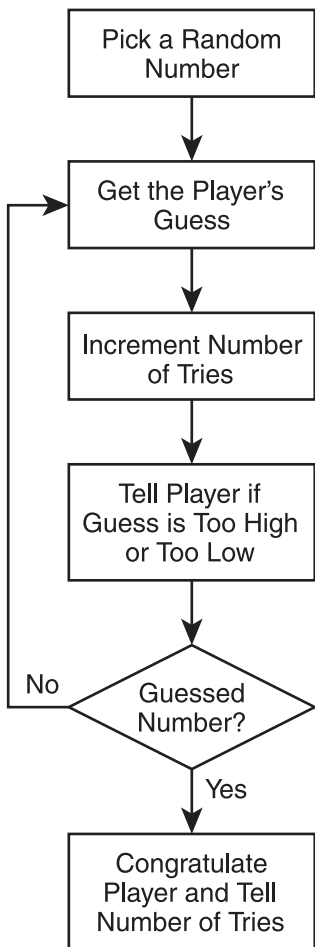 Pick a Random
Number
Get the Player's
Guess
Increment Number
of Tries
Tell Player if
Guess is Too High
or Too Low
Guessed
Number?
No
Yes
Congratulate
Player and Tell
Number of Tries